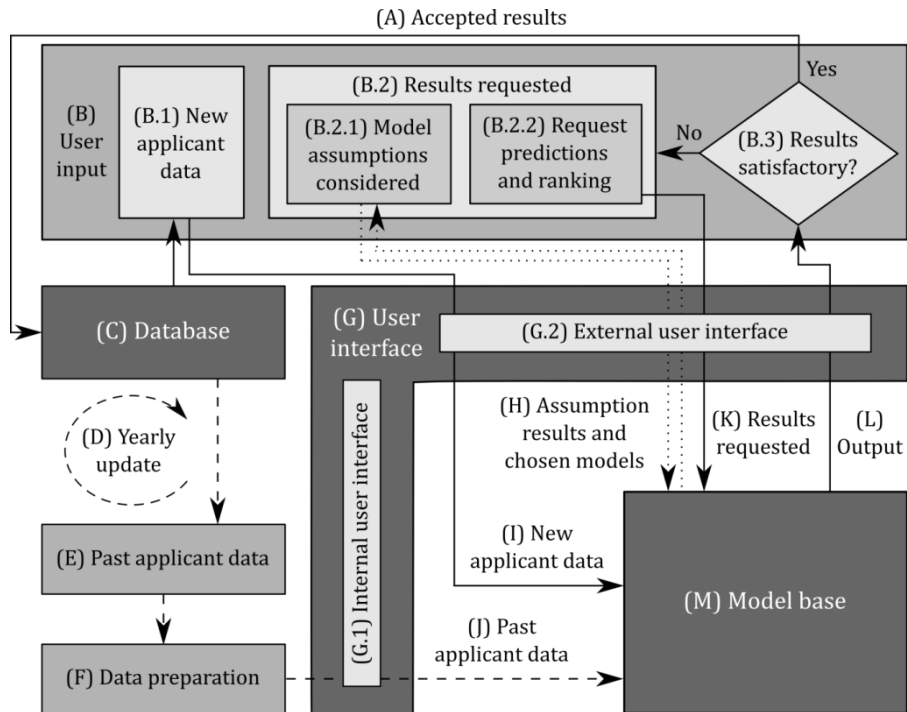 (A) Accepted results
(B)
User
input
(B.1) New
applicant
data
(B.2) Results requested
(B.2.1) Model
assumptions
considered
(B.2.2) Request
predictions
and ranking
No
Yes
(B.3) Results
satisfactory?
(C) Database
(G) User
interface
(G.2) External user interface
(D) Yearly
update
(G.1) Internal user interface
(H) Assumption
results and
chosen models
(K) Results
requested
(L)
Output
(E) Past applicant data
(I) New
applicant data
(M) Model base
(F) Data preparation
(J) Past
applicant data